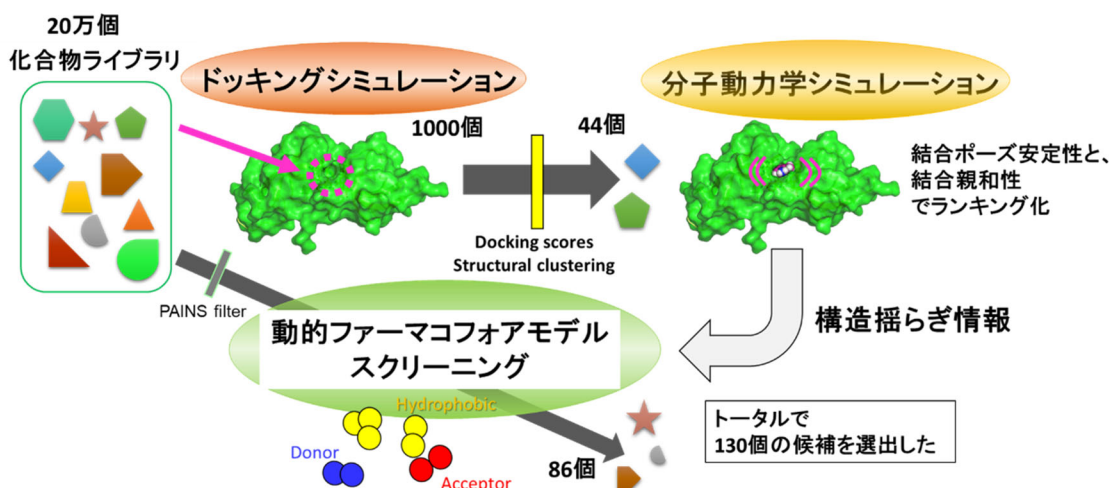 20万個
化合物ライブラリ
ドッキングシミュレーション
1000個
44個
分子動力学シミュレーション
結合ポーズ安定性と、
結合親和性
でランキング化
Docking scores
Structural clustering
PAINS filter
動的ファーマコフォアモデル
スクリーニング
構造揺らぎ情報
Hydrophobic
Donor
Acceptor
86個
トータルで
130個の候補を選出した